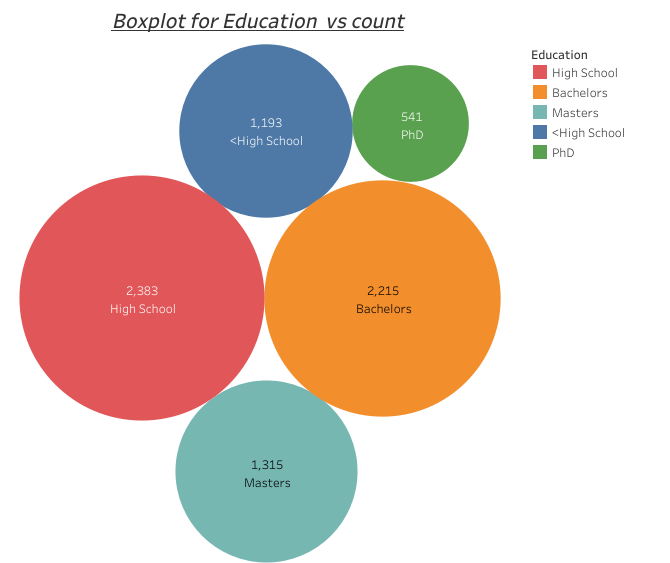 Boxplot for Education  vs count
Education
High School
Bachelors
Masters
<High School
PhD
1,193
<High School
541
PhD
2,383
High School
2,215
Bachelors
1,315
Masters